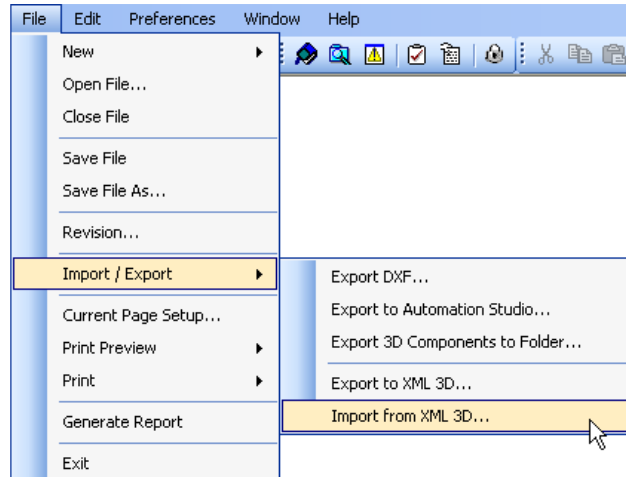 File Edit Preferences Window Help
New
Open File...
Close File
Save File
Save File As...
Revision...
Import / Export
Export DXF...
Current Page Setup...
Export to Automation Studio...
Print Preview
Export 3D Components to Folder...
Print
Export to XML 3D...
Generate Report
Import from XML 3D...
Exit